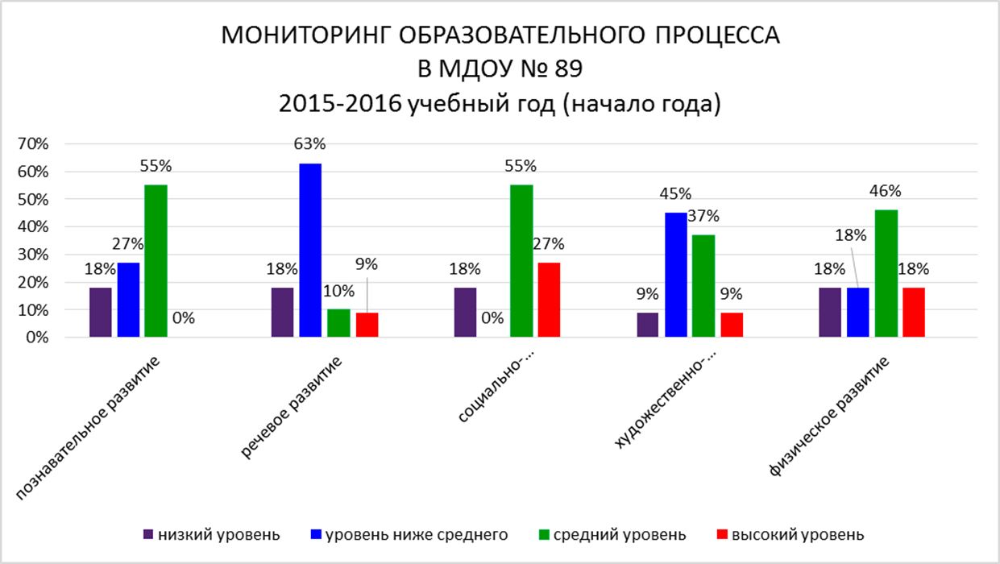 МОНИТОРИНГ ОБРАЗОВАТЕЛЬНОГО ПРОЦЕССА
В МДОУ № 89
2015-2016 учебный год (начало года)
70%
60%
50%
40%
30%
20%
10%
0%
18%
27%
55%
0%
18%
63%
10%
9%
18%
0%
55%
27%
9%
45%
37%
9%
18%
18%
46%
18%
познавательное развитие
речевое развитие
социально-...
художественно-...
физическое развитие
низкий уровень
уровень ниже среднего
средний уровень
высокий уровень